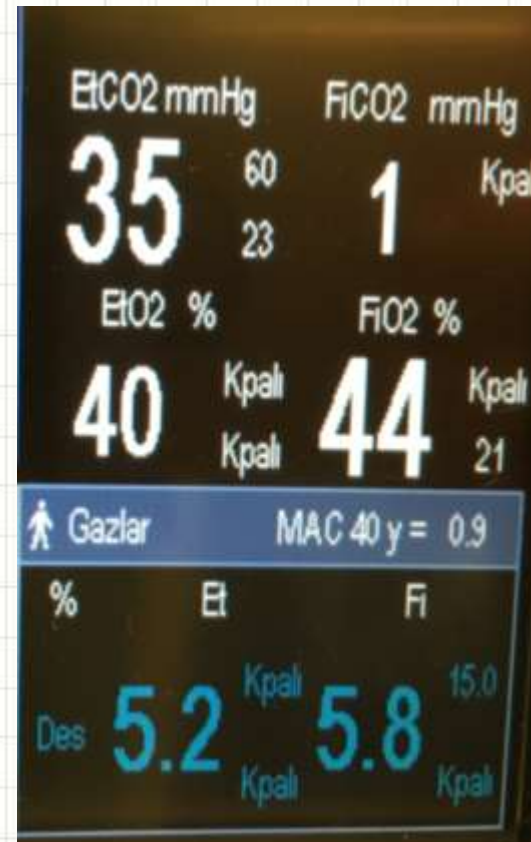 EtCO2 mmHg FiCO2 mmHg
35 60 1 Kpal
23
EtO2 % FiO2 %
40 Kpalı 44 Kpalı
Kpalı 21
Gazlar MAC 40 y = 0.9
% Et Fi
Des 5.2 Kpalı 5.8 15.0
Kpalı Kpalı